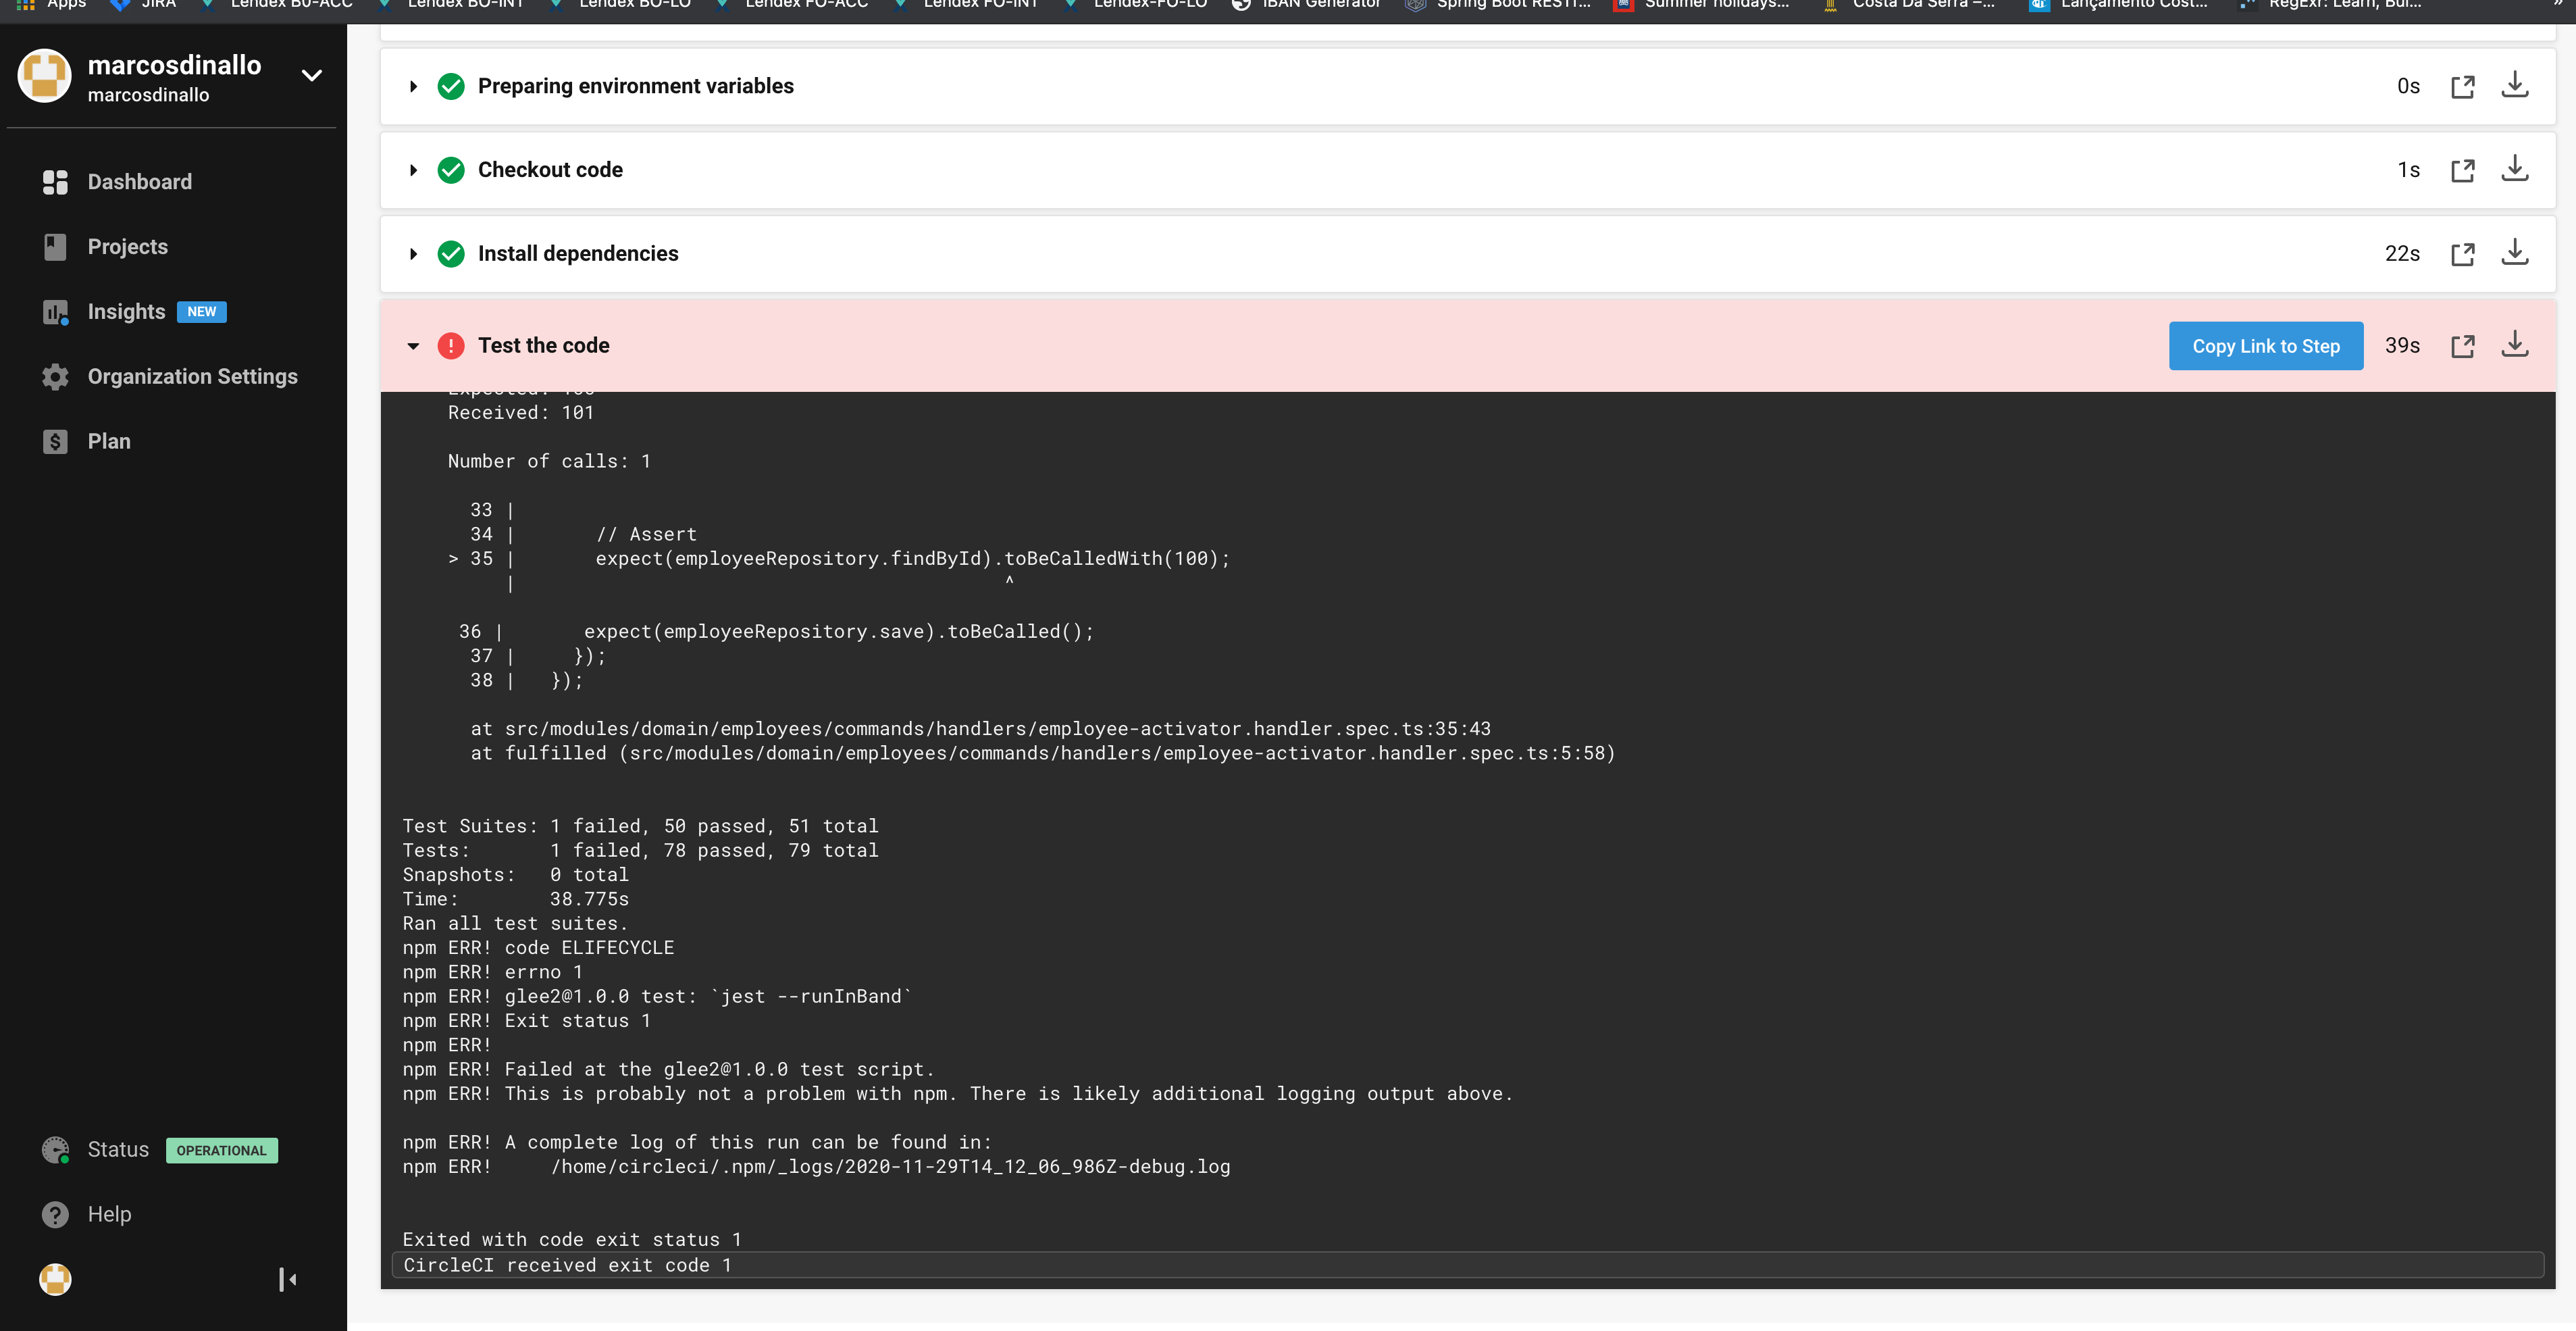 Apps JIRA Lendex B0-ACC Lendex BO-INT Lendex BO-LO Lendex FO-ACC Lendex FO-INT Lendex-FO-LO IBAN Generator Spring Boot RESTf... Summer holidays... Costa Da Serra –... Lançamento Cost... RegExr: Learn, Bui... »
marcosdinallo
marcosdinallo
Dashboard
Projects
Insights NEW
Organization Settings
Plan
Status OPERATIONAL
Help
Preparing environment variables 0s
Checkout code 1s
Install dependencies 22s
Test the code Copy Link to Step 39s
Received: 101
Number of calls: 1
33 |
34 | // Assert
> 35 | expect(employeeRepository.findById).toBeCalledWith(100);
| ^
36 | expect(employeeRepository.save).toBeCalled();
37 | });
38 | });
at src/modules/domain/employees/commands/handlers/employee-activator.handler.spec.ts:35:43
at fulfilled (src/modules/domain/employees/commands/handlers/employee-activator.handler.spec.ts:5:58)
Test Suites: 1 failed, 50 passed, 51 total
Tests: 1 failed, 78 passed, 79 total
Snapshots: 0 total
Time: 38.775s
Ran all test suites.
npm ERR! code ELIFECYCLE
npm ERR! errno 1
npm ERR! glee2@1.0.0 test: `jest --runInBand`
npm ERR! Exit status 1
npm ERR!
npm ERR! Failed at the glee2@1.0.0 test script.
npm ERR! This is probably not a problem with npm. There is likely additional logging output above.
npm ERR! A complete log of this run can be found in:
npm ERR! /home/circleci/.npm/_logs/2020-11-29T14_12_06_986Z-debug.log
Exited with code exit status 1
CircleCI received exit code 1